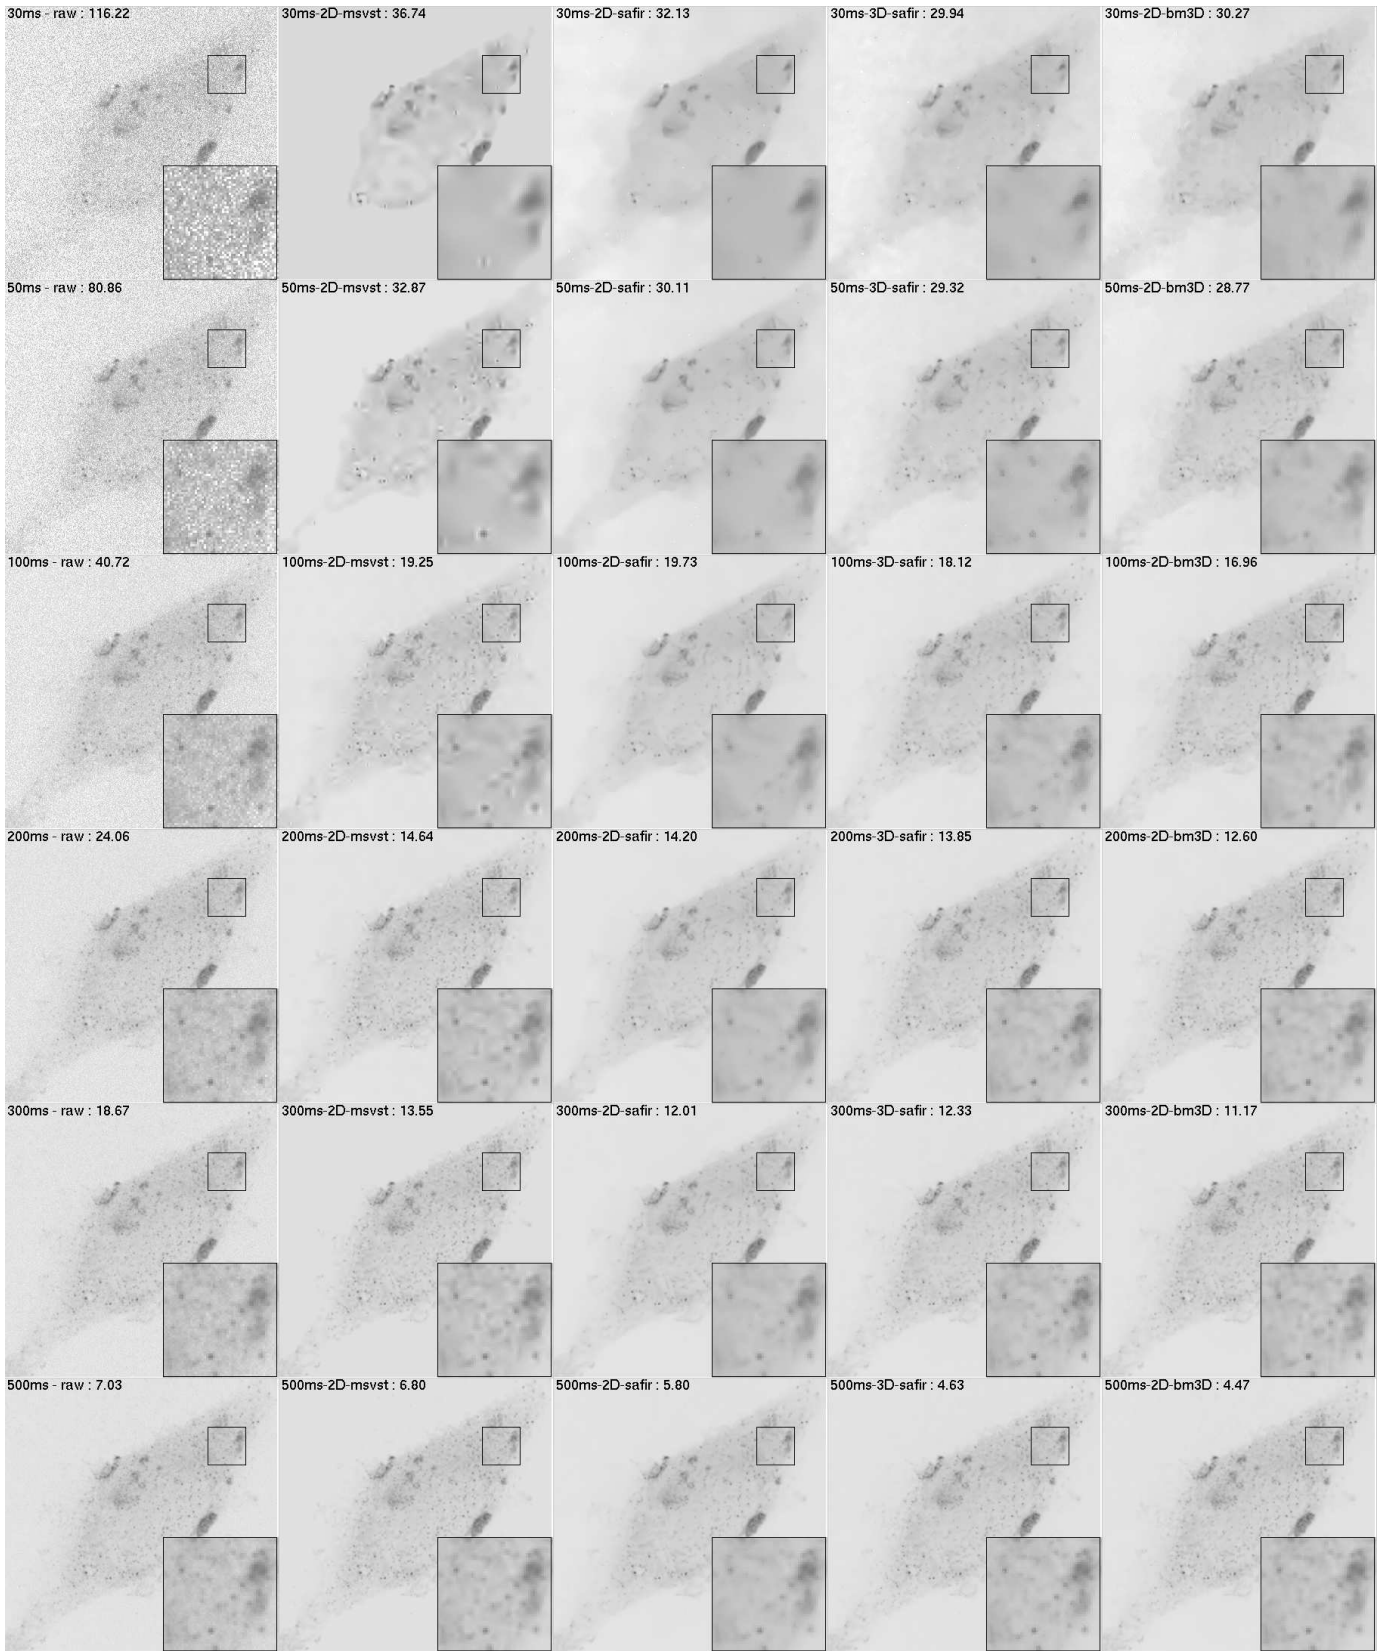 30ms - raw : 116.22
30ms-2D-msvst : 36.74
30ms-2D-safir : 32.13
30ms-3D-safir : 29.94
30ms-2D-bm3D : 30.27
50ms - raw : 80.86
50ms-2D-msvst : 32.87
50ms-2D-safir : 30.11
50ms-3D-safir : 29.32
50ms-2D-bm3D : 28.77
100ms - raw : 40.72
100ms-2D-msvst : 19.25
100ms-2D-safir : 19.73
100ms-3D-safir : 18.12
100ms-2D-bm3D : 16.96
200ms - raw : 24.06
200ms-2D-msvst : 14.64
200ms-2D-safir : 14.20
200ms-3D-safir : 13.85
200ms-2D-bm3D : 12.60
300ms - raw : 18.67
300ms-2D-msvst : 13.55
300ms-2D-safir : 12.01
300ms-3D-safir : 12.33
300ms-2D-bm3D : 11.17
500ms - raw : 7.03
500ms-2D-msvst : 6.80
500ms-2D-safir : 5.80
500ms-3D-safir : 4.63
500ms-2D-bm3D : 4.47